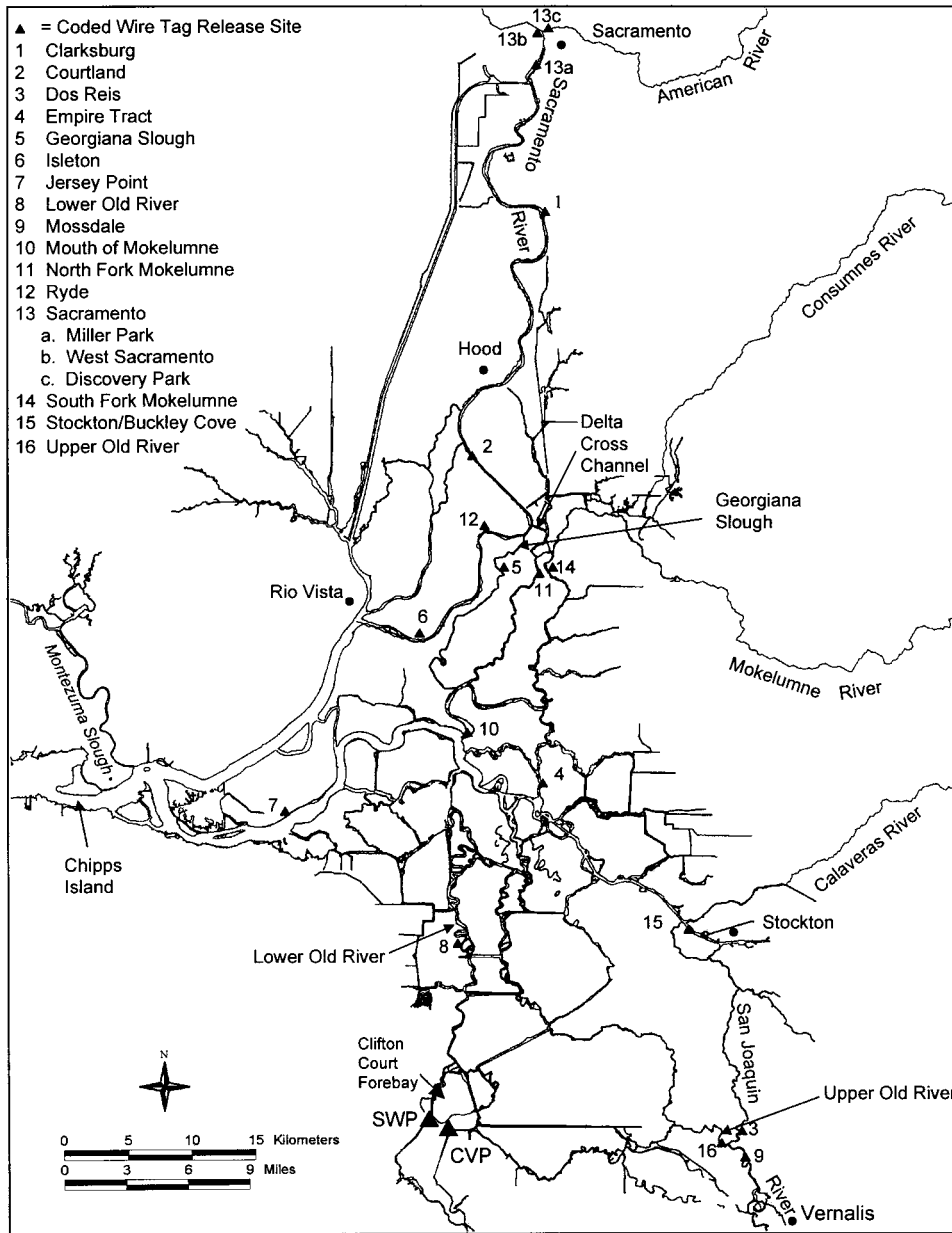 ▲ = Coded Wire Tag Release Site
1 Clarksburg
2 Courtland
3 Dos Reis
4 Empire Tract
5 Georgiana Slough
6 Isleton
7 Jersey Point
8 Lower Old River
9 Mossdale
10 Mouth of Mokelumne
11 North Fork Mokelumne
12 Ryde
13 Sacramento
a. Miller Park
b. West Sacramento
c. Discovery Park
14 South Fork Mokelumne
15 Stockton/Buckley Cove
16 Upper Old River
13c
13b
Sacramento
13a
American River
Sacramento
River
1
Consumnes River
Hood
2
Delta
Cross
Channel
Georgiana
Slough
12
5
14
11
Rio Vista
6
Mokelumne
River
Montezuma Slough
10
4
7
Chipps
Island
Calaveras River
15
Stockton
Lower Old River
8
San Joaquin
River
Clifton
Court
Forebay
SWP
CVP
Upper Old River
3
16
9
Vernalis
N
0 5 10 15 Kilometers
0 3 6 9 Miles